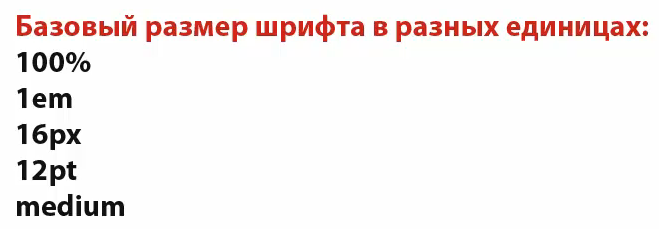 Базовый размер шрифта в разных единицах:
100%
1em
16px
12pt
medium